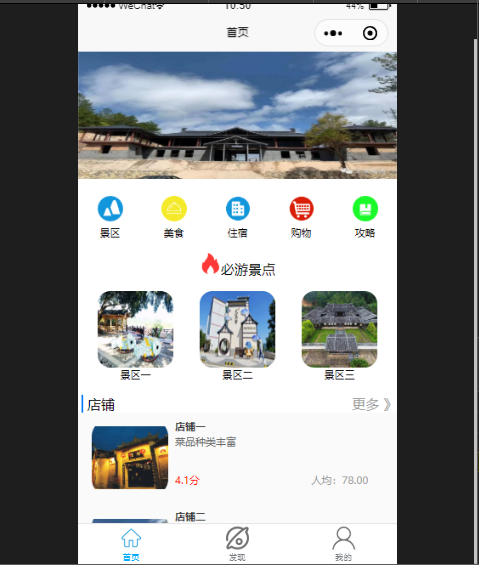 WeChat
10:50
44%
首页
景区
美食
住宿
购物
攻略
必游景点
景区一
景区二
景区三
店铺
更多 》
店铺一
菜品种类丰富
4.1分
人均：78.00
店铺二
首页
发现
我的